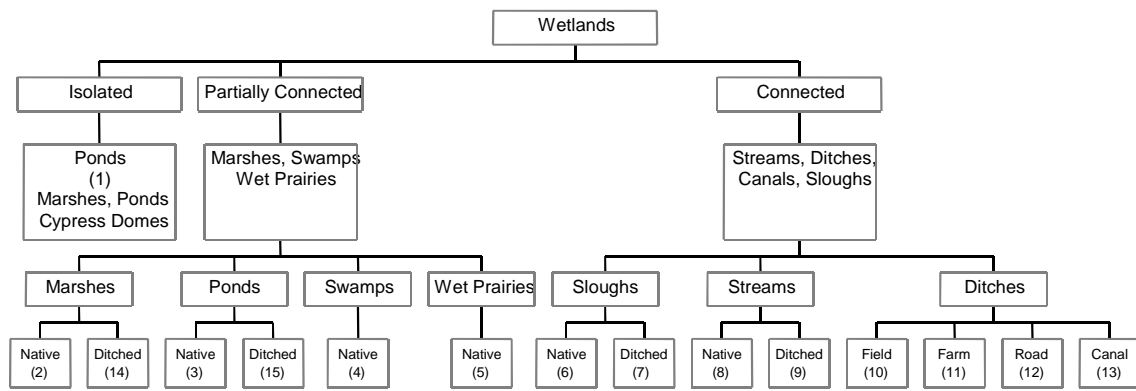 Wetlands
Isolated
Partially Connected
Connected
Ponds
(1)
Marshes, Ponds
Cypress Domes
Marshes, Swamps
Wet Prairies
Streams, Ditches,
Canals, Sloughs
Marshes
Ponds
Swamps
Wet Prairies
Sloughs
Streams
Ditches
Native
(2)
Ditched
(14)
Native
(3)
Ditched
(15)
Native
(4)
Native
(5)
Native
(6)
Ditched
(7)
Native
(8)
Ditched
(9)
Field
(10)
Farm
(11)
Road
(12)
Canal
(13)